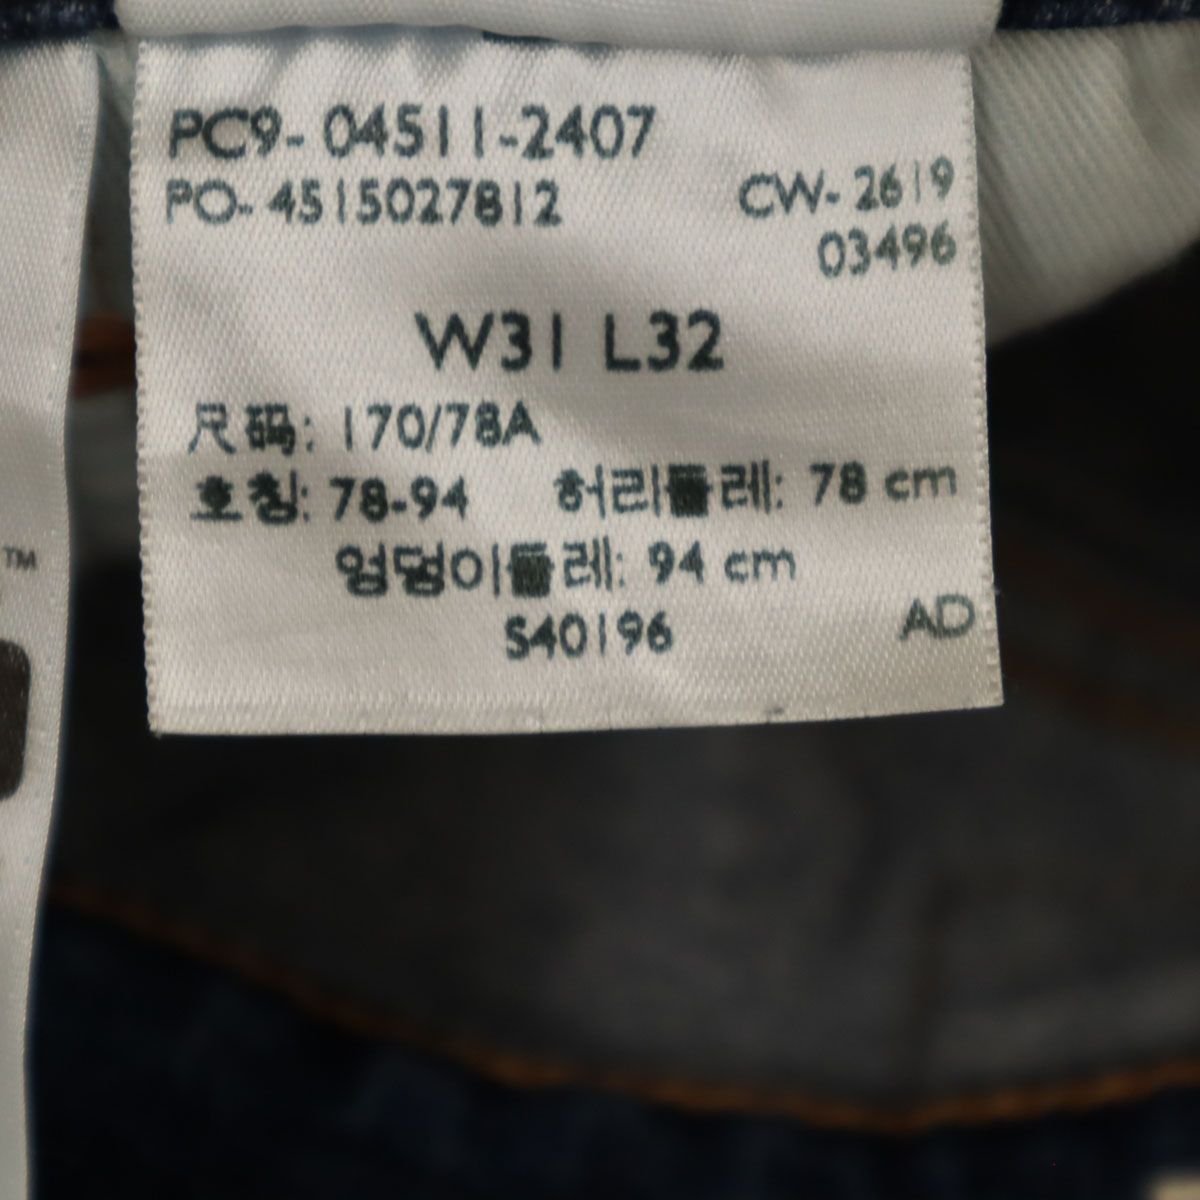 PC9- 04511-2407
PO- 4515027812
CW- 2619
03496
W31 L32
尺码: 170/78A
호칭: 78-94 허리둘레: 78 cm
엉덩이둘레: 94 cm
S40196
AD
TM